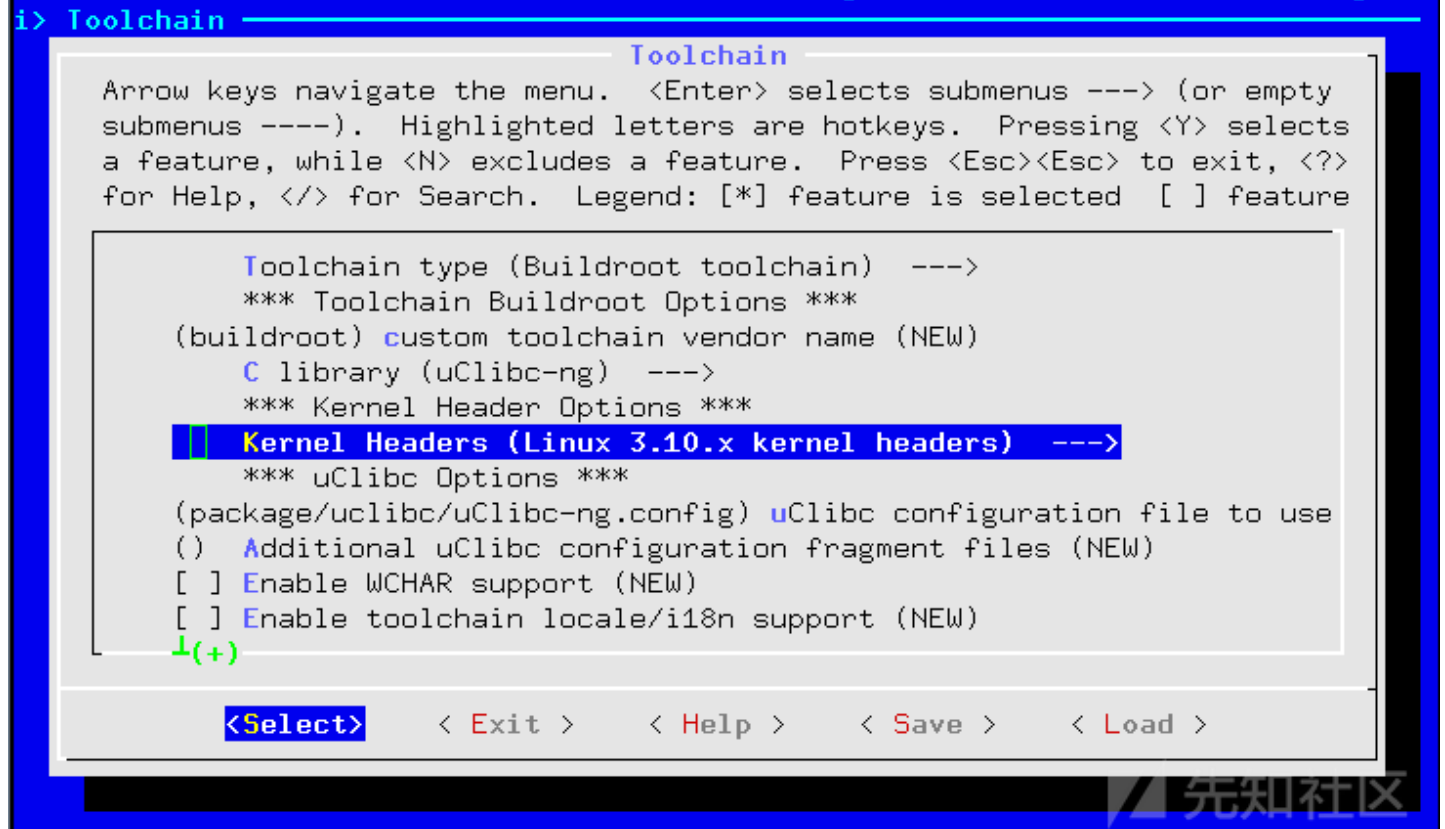 i> Toolchain
Toolchain
Arrow keys navigate the menu.  <Enter> selects submenus ---> (or empty
submenus ----).  Highlighted letters are hotkeys.  Pressing <Y> selects
a feature, while <N> excludes a feature.  Press <Esc><Esc> to exit, <?>
for Help, </> for Search.  Legend: [*] feature is selected  [ ] feature
Toolchain type (Buildroot toolchain)  --->
*** Toolchain Buildroot Options ***
(buildroot) custom toolchain vendor name (NEW)
C library (uClibc-ng)  --->
*** Kernel Header Options ***
Kernel Headers (Linux 3.10.x kernel headers)  --->
*** uClibc Options ***
(package/uclibc/uClibc-ng.config) uClibc configuration file to use
()  Additional uClibc configuration fragment files (NEW)
[ ] Enable WCHAR support (NEW)
[ ] Enable toolchain locale/i18n support (NEW)
┴(+)
<Select>    < Exit >    < Help >    < Save >    < Load >
先知社区